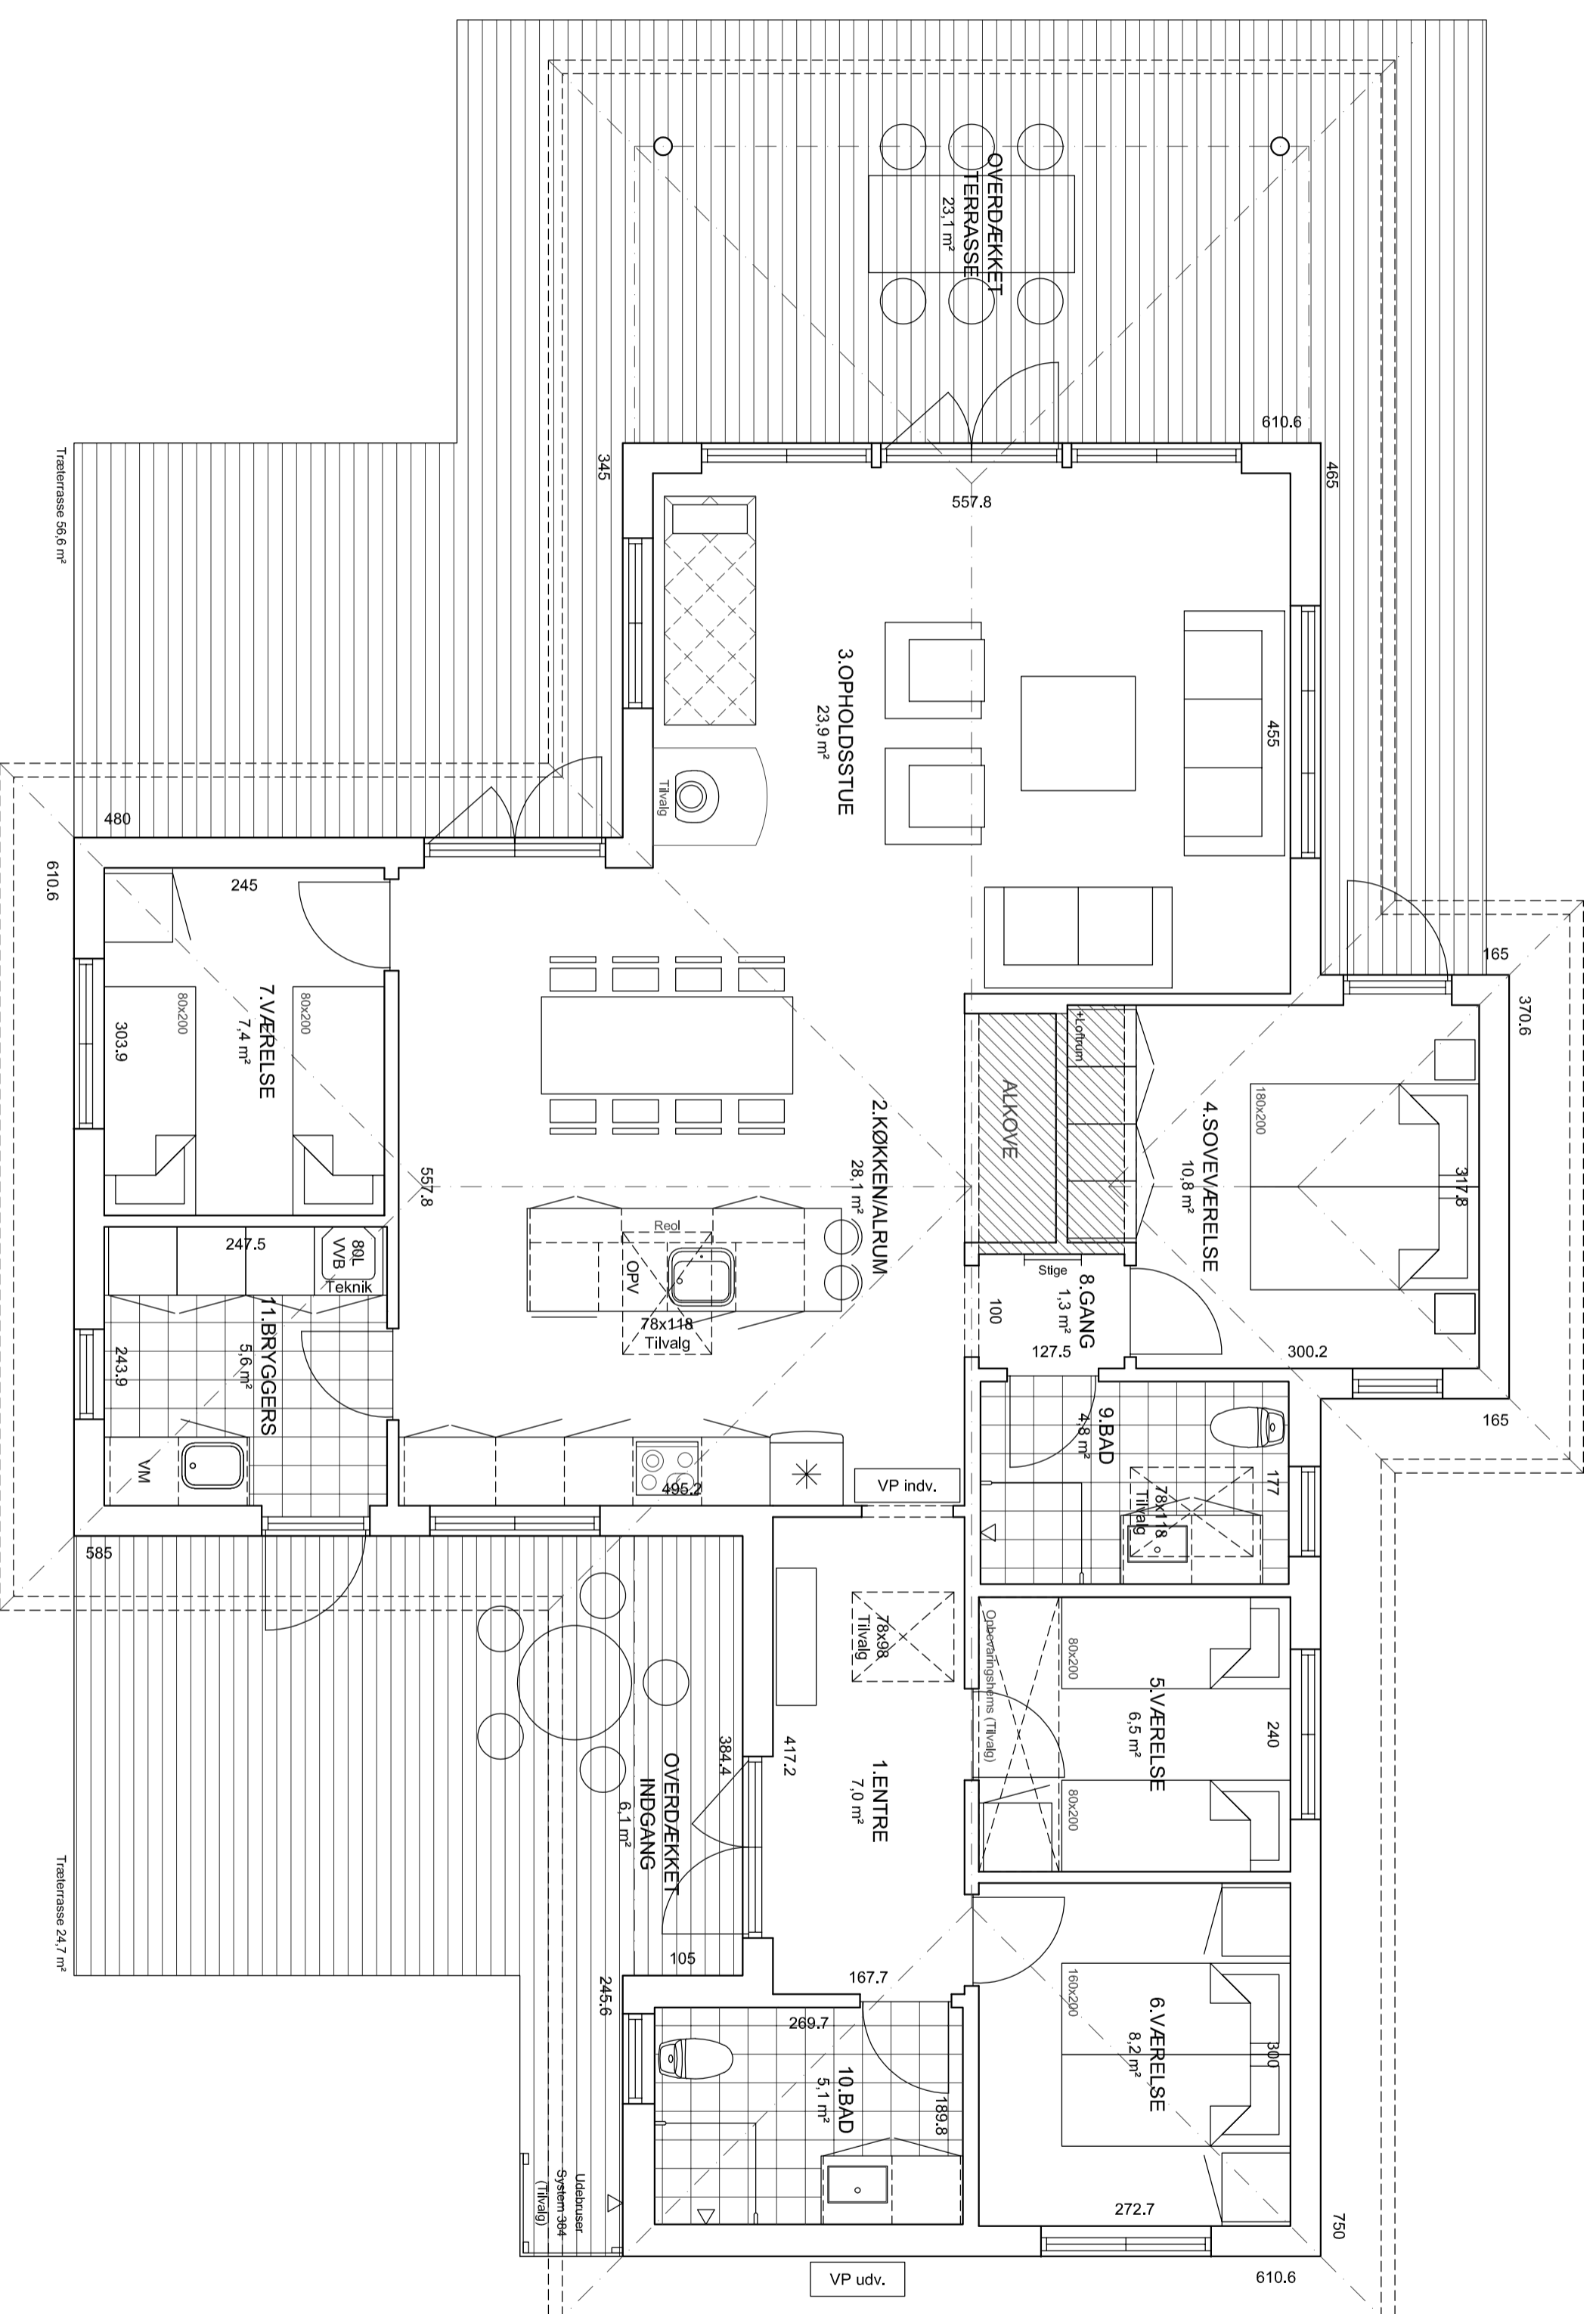 OVERDÆKKET
TERRASSE
23,1 m²
610.6
465
345
557.8
Træterrasse 56,6 m²
3.OPHOLDSSTUE
23,9 m²
455
Tilvalg
480
610.6
245
165
370.6
7.VÆRELSE
7,4 m²
80x200
80x200
303.9
2.KØKKEN/ALRUM
28,1 m²
557.8
+Loftrum
ALKOVE
4.SOVEVÆRELSE
10,8 m²
180x200
317.8
Reol
OPV
78x118
Tilvalg
Stige
8.GANG
1,3 m²
100
127.5
300.2
247.5
80L
VVB
Teknik
11.BRYGGERS
5,6 m²
243.9
VM
495.2
VP indv.
9.BAD
4,8 m²
177
78x118
Tilvalg
165
585
78x98
Tilvalg
Opbevaringshems (Tilvalg)
80x200
5.VÆRELSE
6,5 m²
240
80x200
1.ENTRE
7,0 m²
417.2
384.4
OVERDÆKKET
INDGANG
6,1 m²
105
Træterrasse 24,7 m²
167.7
245.6
269.7
10.BAD
5,1 m²
189.8
160x200
6.VÆRELSE
8,2 m²
300
272.7
Udebruser
System 384
(Tilvalg)
750
610.6
VP udv.